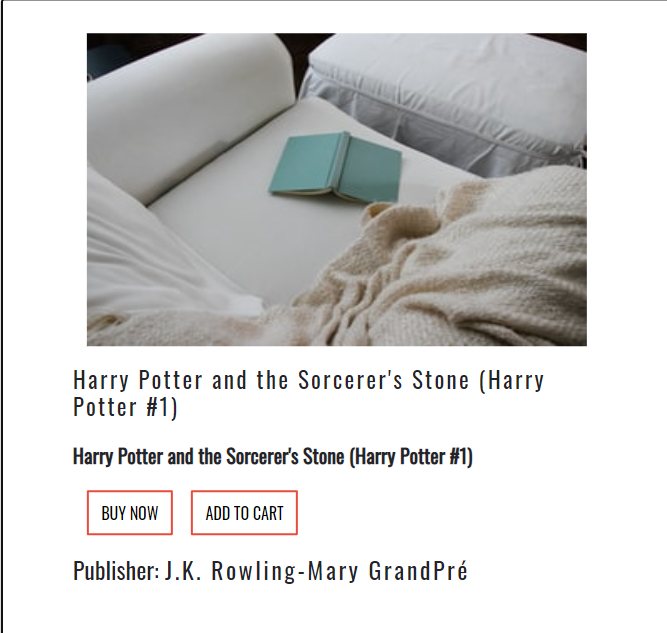 Harry Potter and the Sorcerer's Stone (Harry
Potter #1)
Harry Potter and the Sorcerer's Stone (Harry Potter #1)
BUY NOW ADD TO CART
Publisher: J.K. Rowling-Mary GrandPré